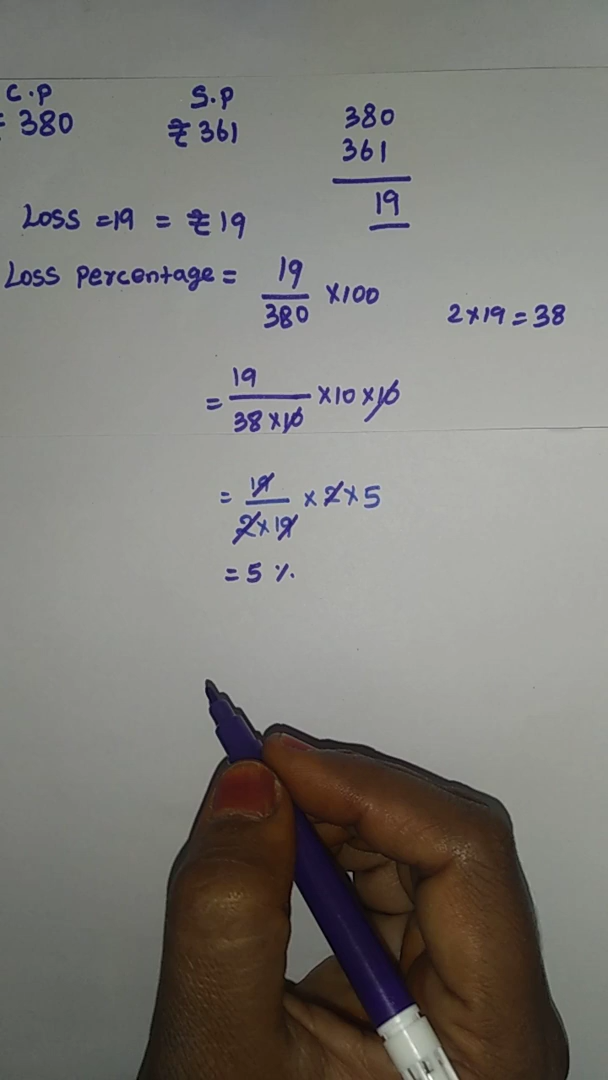 C.P S.P
= 380 ₹ 361 380
361
19
Loss =19 = ₹ 19
Loss percentage = 19/380 ×100
2×19=38
= 19/38×10 ×10×10
= 19/2×19 ×2×5
= 5 %.